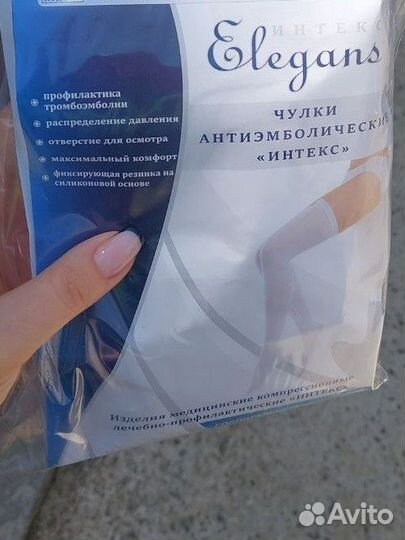 ИНТЕКС
Elegans
профилактика
тромбоэмболии
распределение давления
отверстие для осмотра
максимальный комфорт
фиксирующая резинка на
силиконовой основе
ЧУЛКИ
АНТИЭМБОЛИЧЕСКИЕ
«ИНТЕКС»
Изделия медицинские компрессионные
лечебно-профилактические «ИНТЕКС»
Avito